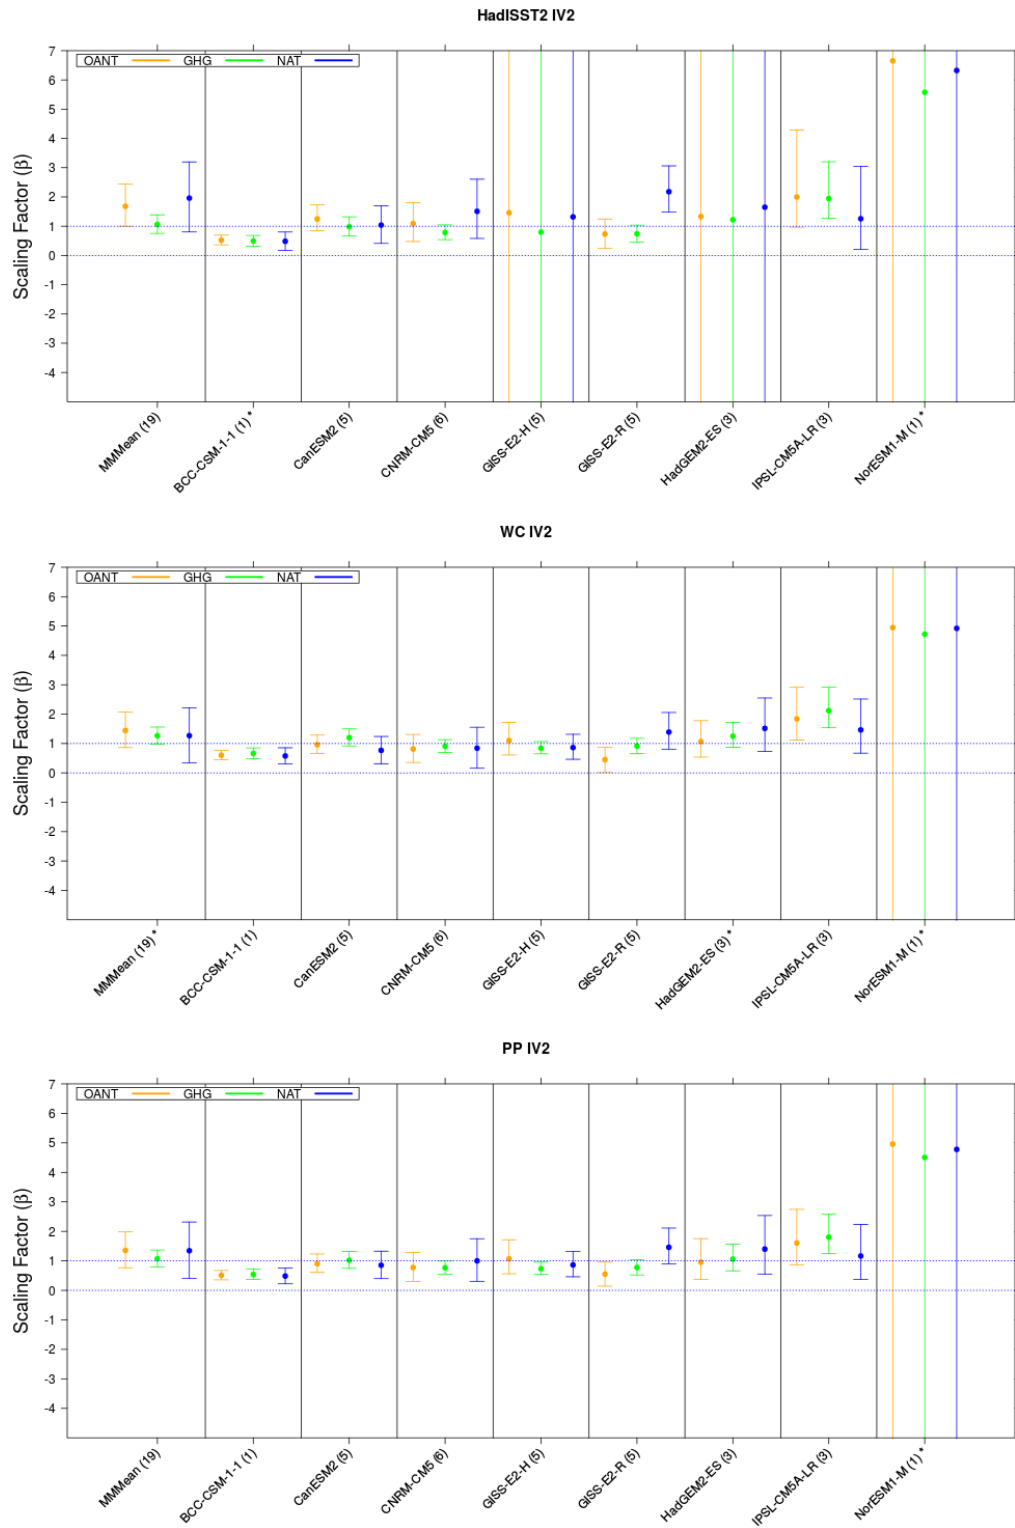 HadISST2 IV2
OANT GHG NAT
Scaling Factor (β)
7
6
5
4
3
2
1
0
-1
-2
-3
-4
MMMean (19)
BCC-CSM-1-1 (1) *
CanESM2 (5)
CNRM-CM5 (6)
GISS-E2-H (5)
GISS-E2-R (5)
HadGEM2-ES (3)
IPSL-CM5A-LR (3)
NorESM1-M (1) *
WC IV2
OANT GHG NAT
Scaling Factor (β)
7
6
5
4
3
2
1
0
-1
-2
-3
-4
MMMean (19) *
BCC-CSM-1-1 (1)
CanESM2 (5)
CNRM-CM5 (6)
GISS-E2-H (5)
GISS-E2-R (5)
HadGEM2-ES (3) *
IPSL-CM5A-LR (3)
NorESM1-M (1) *
PP IV2
OANT GHG NAT
Scaling Factor (β)
7
6
5
4
3
2
1
0
-1
-2
-3
-4
MMMean (19)
BCC-CSM-1-1 (1)
CanESM2 (5)
CNRM-CM5 (6)
GISS-E2-H (5)
GISS-E2-R (5)
HadGEM2-ES (3)
IPSL-CM5A-LR (3)
NorESM1-M (1) *